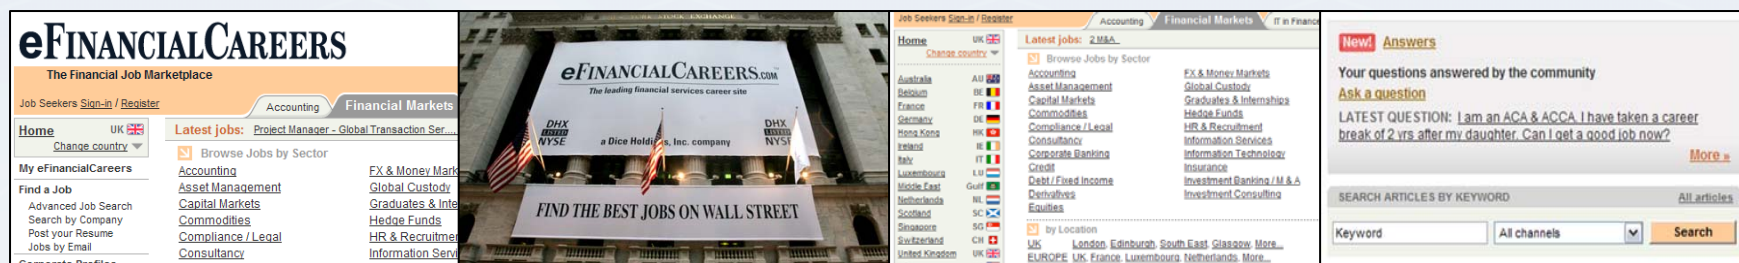 eFINANCIALCAREERS
The Financial Job Marketplace
Job Seekers Sign-in / Register
Accounting
Financial Markets
Home
UK
Change country
Latest jobs: Project Manager - Global Transaction Ser....
Browse Jobs by Sector
Accounting
FX & Money Mark
Asset Management
Global Custody
Capital Markets
Graduates & Inte
Commodities
Hedge Funds
Compliance / Legal
HR & Recruitmen
Consultancy
Information Servi
My eFinancialCareers
Find a Job
Advanced Job Search
Search by Company
Post your Resume
Jobs by Email
Corporate Profiles
STOCK EXCHANGE
eFINANCIALCAREERS.COM
The leading financial services career site
DHX
LISTED
NYSE
DHX
LISTED
NYSE
a Dice Holdings, Inc. company
FIND THE BEST JOBS ON WALL STREET
Job Seekers Sign-in / Register
Accounting
Financial Markets
IT in Finance
Home
UK
Change country
Australia AU
Belgium BE
France FR
Germany DE
Hong Kong HK
Ireland IE
Italy IT
Luxembourg LU
Middle East Gulf
Netherlands NL
Scotland SC
Singapore SG
Switzerland CH
United Kingdom UK
Latest jobs: 2 M&A
Browse Jobs by Sector
Accounting
FX & Money Markets
Asset Management
Global Custody
Capital Markets
Graduates & Internships
Commodities
Hedge Funds
Compliance / Legal
HR & Recruitment
Consultancy
Information Services
Corporate Banking
Information Technology
Credit
Insurance
Debt / Fixed Income
Investment Banking / M & A
Derivatives
Investment Consulting
Equities
by Location
UK London, Edinburgh, South East, Glasgow, More...
EUROPE UK, France, Luxembourg, Netherlands, More...
New! Answers
Your questions answered by the community
Ask a question
LATEST QUESTION: I am an ACA & ACCA. I have taken a career
break of 2 yrs after my daughter. Can I get a good job now?
More »
SEARCH ARTICLES BY KEYWORD
All articles
Keyword
All channels
Search